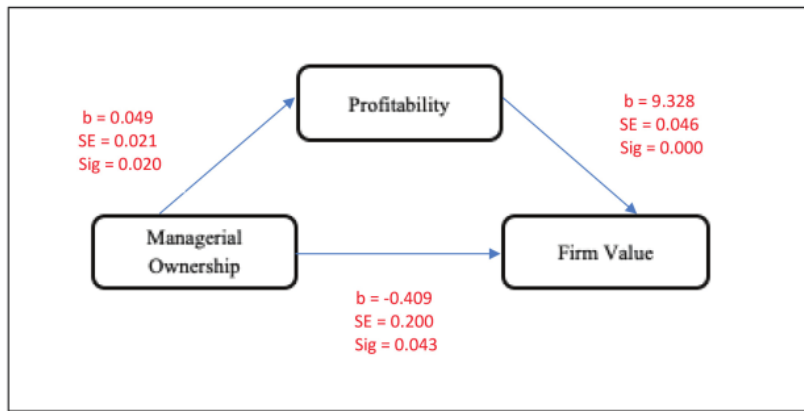 Profitability
b = 0.049
SE = 0.021
Sig = 0.020
b = 9.328
SE = 0.046
Sig = 0.000
Managerial
Ownership
Firm Value
b = -0.409
SE = 0.200
Sig = 0.043